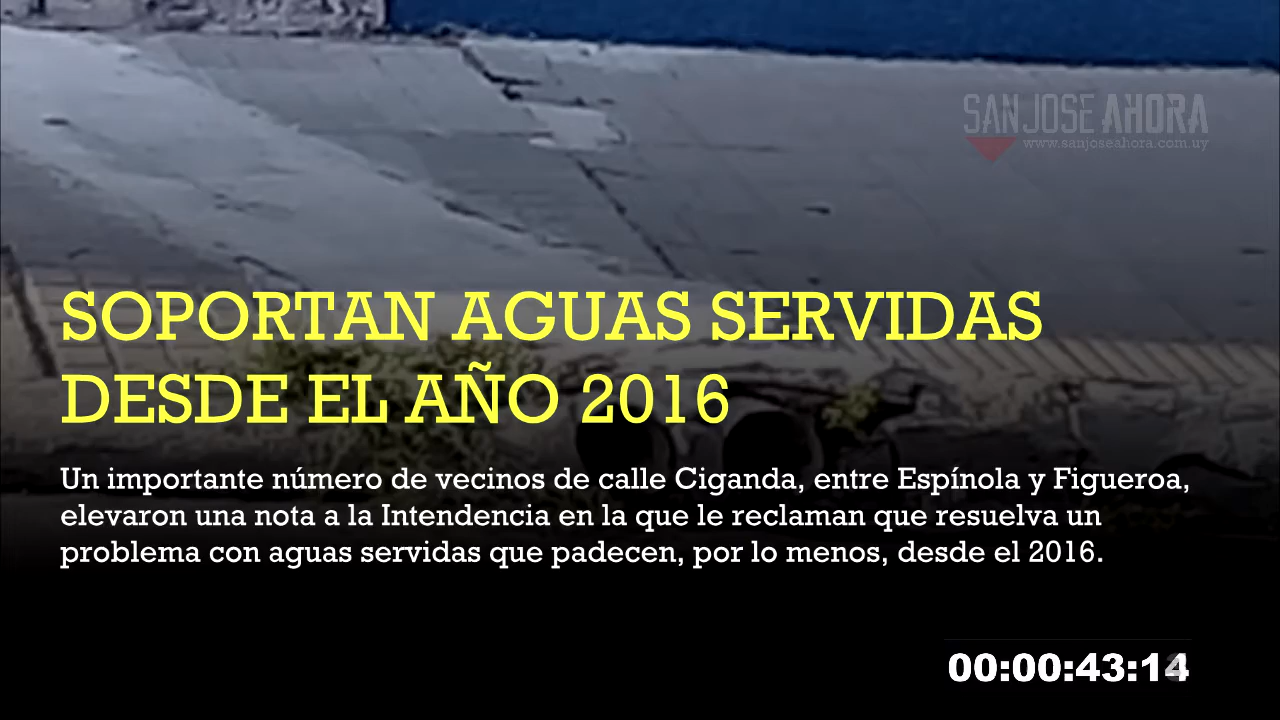 SAN JOSE AHORA
www.sanjoseahora.com.uy
SOPORTAN AGUAS SERVIDAS
DESDE EL AÑO 2016
Un importante número de vecinos de calle Ciganda, entre Espínola y Figueroa,
elevaron una nota a la Intendencia en la que le reclaman que resuelva un
problema con aguas servidas que padecen, por lo menos, desde el 2016.
00:00:43:14